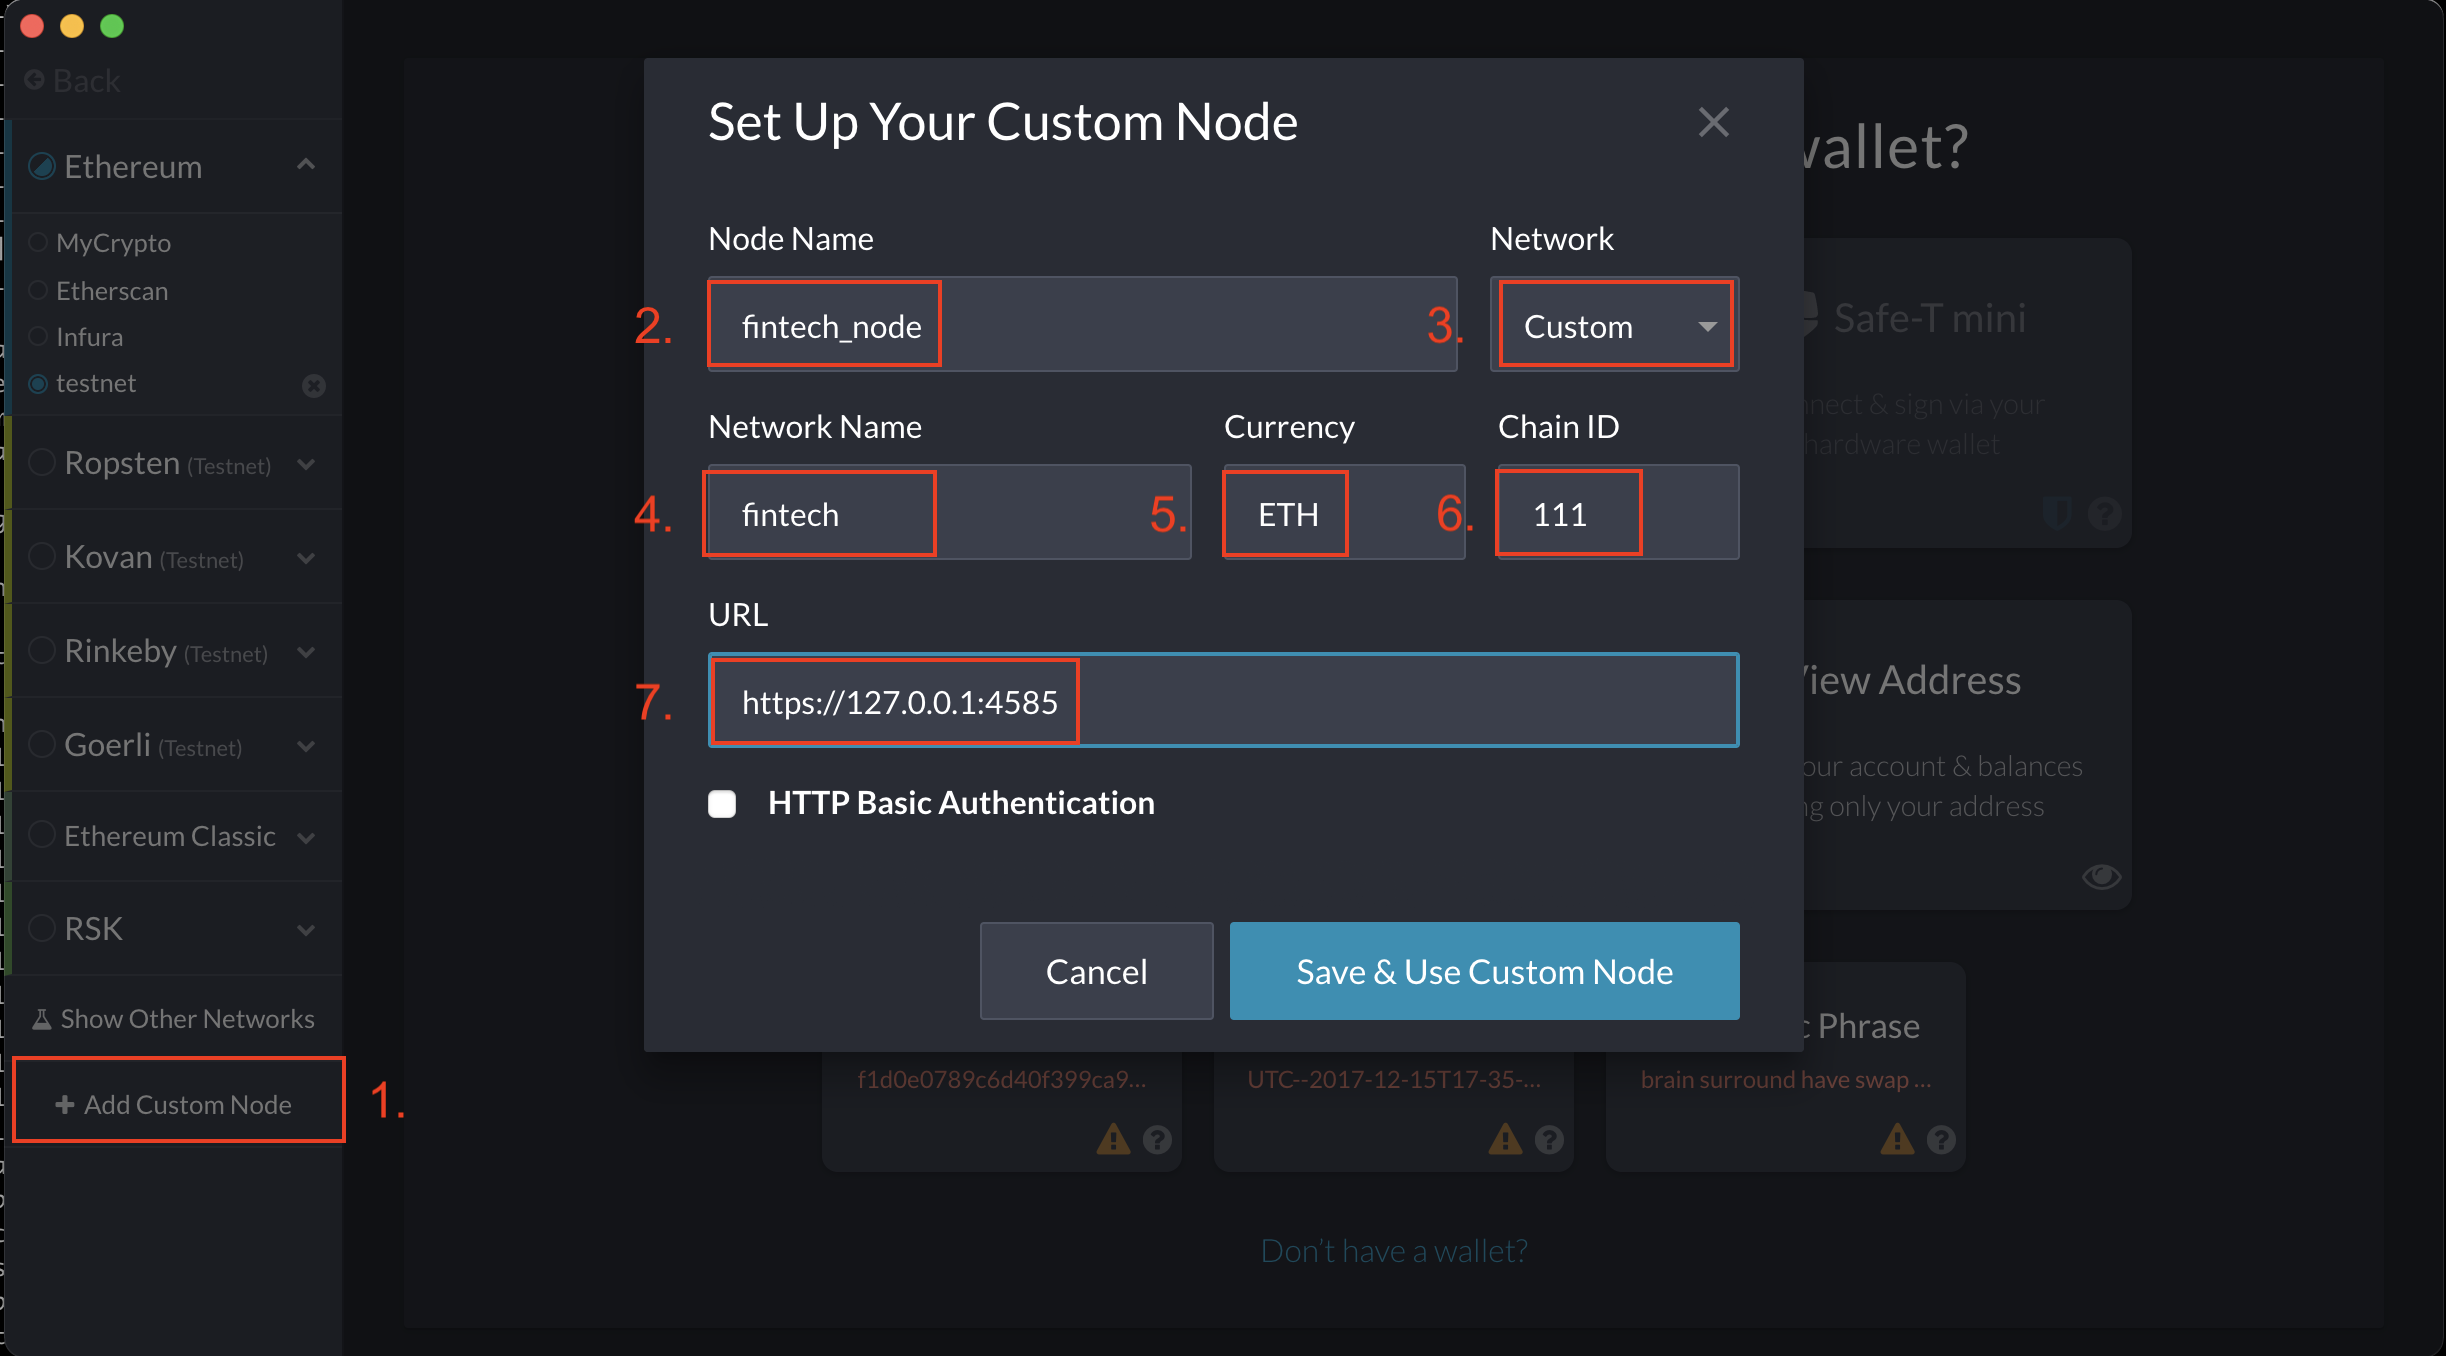 Back
Ethereum
MyCrypto
Etherscan
Infura
testnet
Ropsten (Testnet)
Kovan (Testnet)
Rinkeby (Testnet)
Goerli (Testnet)
Ethereum Classic
RSK
Show Other Networks
+ Add Custom Node
1.
Set Up Your Custom Node
Node Name
Network
2.
fintech_node
3.
Custom
Network Name
Currency
Chain ID
4.
fintech
5.
ETH
6.
111
URL
7.
https://127.0.0.1:4585
HTTP Basic Authentication
Cancel
Save & Use Custom Node
wallet?
Safe-T mini
nnect & sign via your
hardware wallet
View Address
our account & balances
ng only your address
c Phrase
f1d0e0789c6d40f399ca9...
UTC--2017-12-15T17-35-...
brain surround have swap ...
Don't have a wallet?